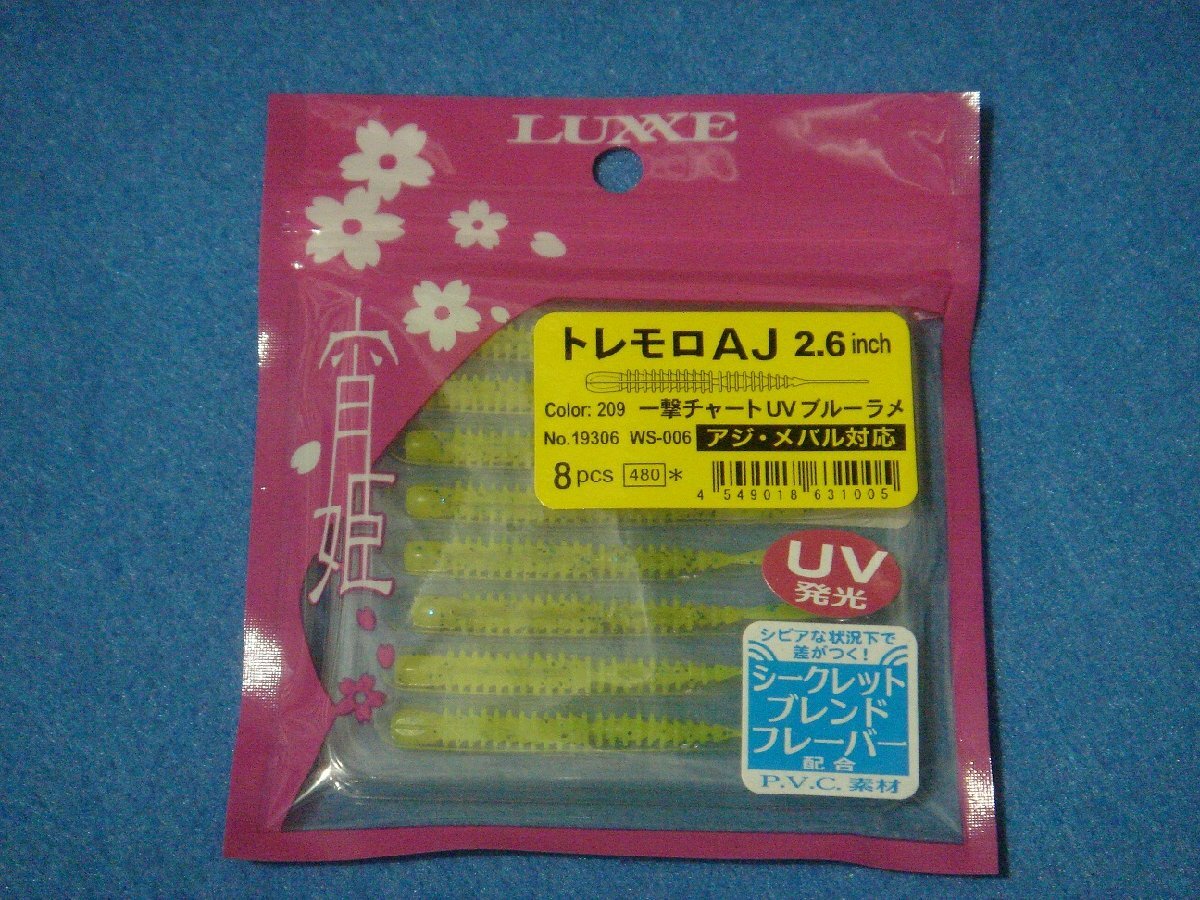 LUXXE
宵姫
トレモロAJ 2.6 inch
Color: 209 一撃チャートUVブルーラメ
No.19306 WS-006 アジ・メバル対応
8pcs 480*
4 549018 631005
UV
発光
シビアな状況下で
差がつく!
シークレット
ブレンド
フレーバー
配合
P.V.C.素材